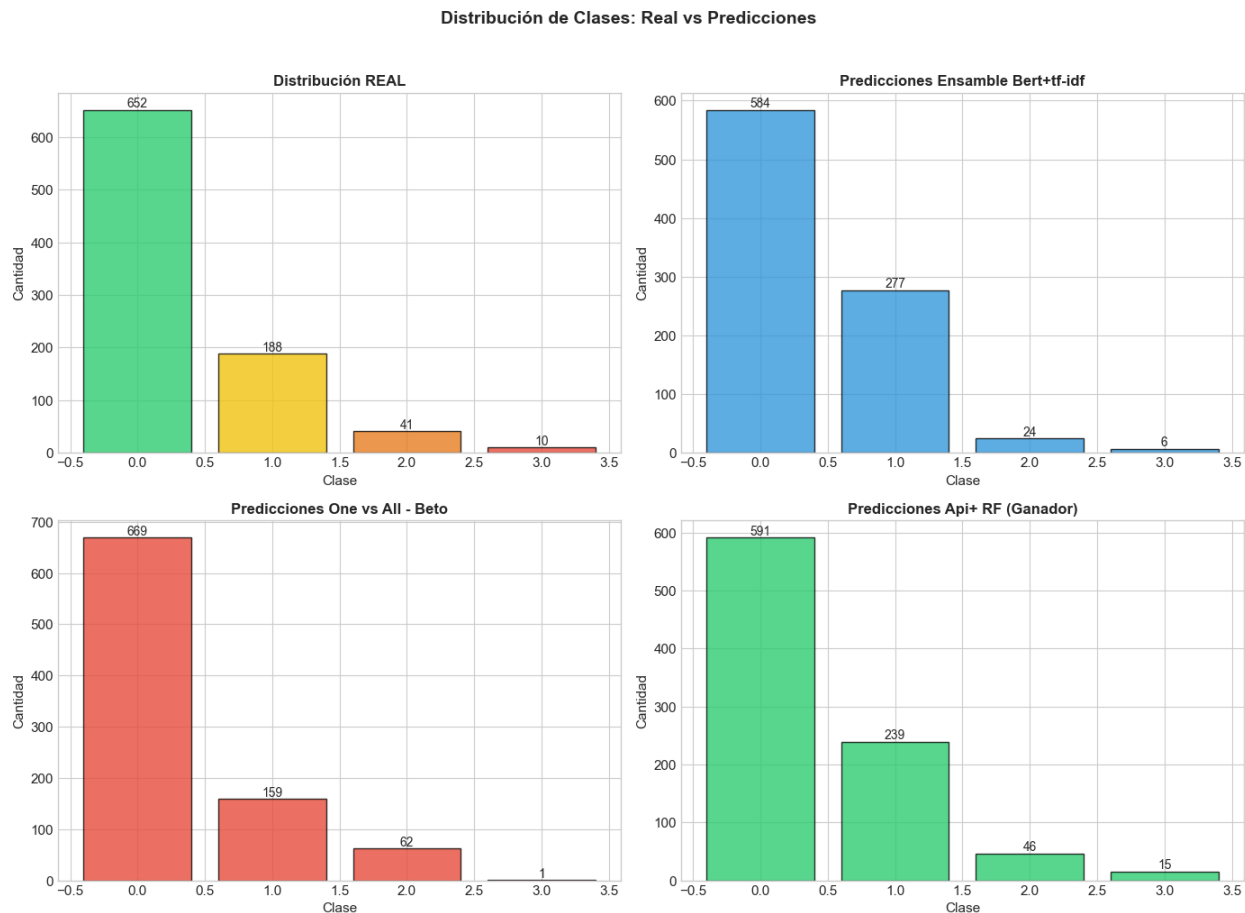 Distribución de Clases: Real vs Predicciones
Distribución REAL
652
188
41
10
0
100
200
300
400
500
600
−0.5 0.0 0.5 1.0 1.5 2.0 2.5 3.0 3.5
Clase
Cantidad
Predicciones Ensamble Bert+tf-idf
584
277
24
6
0
100
200
300
400
500
600
−0.5 0.0 0.5 1.0 1.5 2.0 2.5 3.0 3.5
Clase
Cantidad
Predicciones One vs All - Beto
669
159
62
1
0
100
200
300
400
500
600
700
−0.5 0.0 0.5 1.0 1.5 2.0 2.5 3.0 3.5
Clase
Cantidad
Predicciones Api+ RF (Ganador)
591
239
46
15
0
100
200
300
400
500
600
−0.5 0.0 0.5 1.0 1.5 2.0 2.5 3.0 3.5
Clase
Cantidad